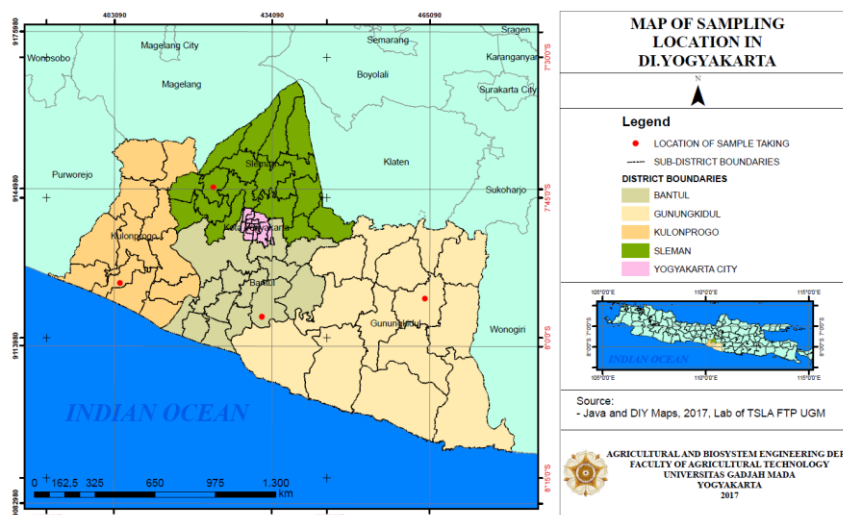 403090
434090
465090
9175980
9144980
9113980
9082980
7°30'0"S
7°45'0"S
8°0'0"S
8°15'0"S
Magelang City
Semarang
Sragen
Wonosobo
Boyolali
Karanganyar
Magelang
Surakarta City
Sleman
Klaten
Purworejo
Sukoharjo
Kulonprogo
Kota Yogyakarta
Bantul
Gunungkidul
Wonogiri
INDIAN OCEAN
0 162,5 325 650 975 1.300
km
MAP OF SAMPLING
LOCATION IN
DI.YOGYAKARTA
N
Legend
LOCATION OF SAMPLE TAKING
SUB-DISTRICT BOUNDARIES
DISTRICT BOUNDARIES
BANTUL
GUNUNGKIDUL
KULONPROGO
SLEMAN
YOGYAKARTA CITY
INDIAN OCEAN
Source:
- Java and DIY Maps, 2017, Lab of TSLA FTP UGM
AGRICULTURAL AND BIOSYSTEM ENGINEERING DEP
FACULTY OF AGRICULTURAL TECHNOLOGY
UNIVERSITAS GADJAH MADA
YOGYAKARTA
2017